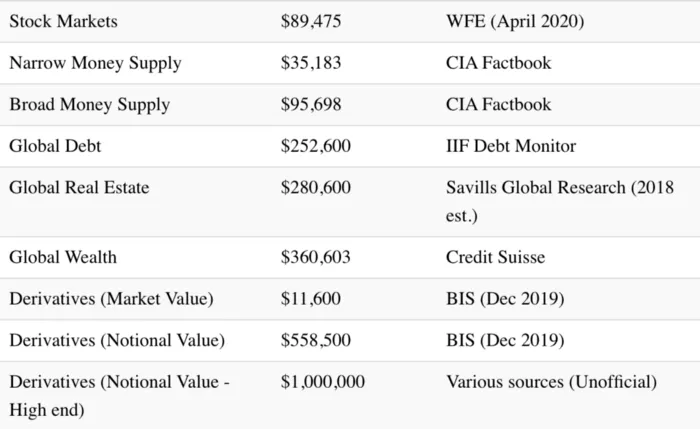 Stock Markets $89,475 WFE (April 2020)
Narrow Money Supply $35,183 CIA Factbook
Broad Money Supply $95,698 CIA Factbook
Global Debt $252,600 IIF Debt Monitor
Global Real Estate $280,600 Savills Global Research (2018
est.)
Global Wealth $360,603 Credit Suisse
Derivatives (Market Value) $11,600 BIS (Dec 2019)
Derivatives (Notional Value) $558,500 BIS (Dec 2019)
Derivatives (Notional Value - $1,000,000 Various sources (Unofficial)
High end)